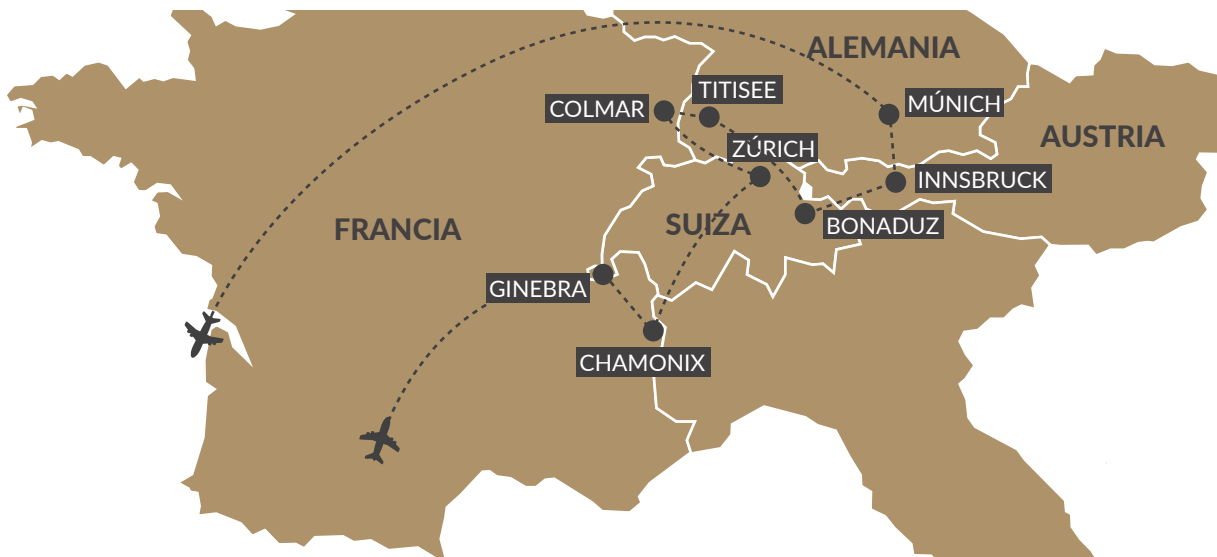 ALEMANIA
TITISEE
COLMAR
MÚNICH
AUSTRIA
ZÚRICH
INNSBRUCK
FRANCIA
SUIZA
BONADUZ
GINEBRA
CHAMONIX